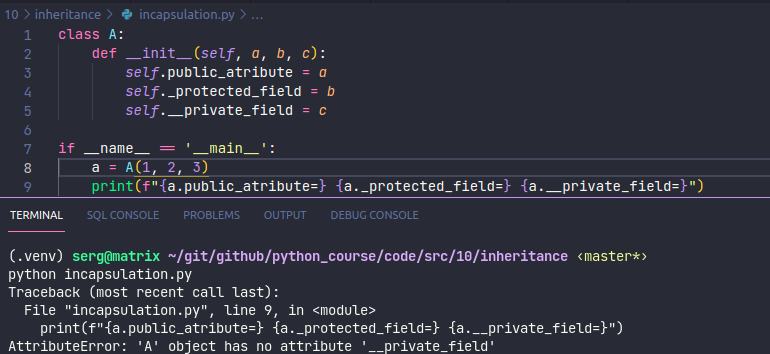 10 > inheritance > incapsulation.py > ...
1 class A:
2     def __init__(self, a, b, c):
3         self.public_atribute = a
4         self._protected_field = b
5         self.__private_field = c
6
7 if __name__ == '__main__':
8     a = A(1, 2, 3)
9     print(f"{a.public_atribute=} {a._protected_field=} {a.__private_field=}")
TERMINAL SQL CONSOLE PROBLEMS OUTPUT DEBUG CONSOLE
(.venv) serg@matrix ~/git/github/python_course/code/src/10/inheritance ‹master*›
python incapsulation.py
Traceback (most recent call last):
  File "incapsulation.py", line 9, in <module>
    print(f"{a.public_atribute=} {a._protected_field=} {a.__private_field=}")
AttributeError: 'A' object has no attribute '__private_field'